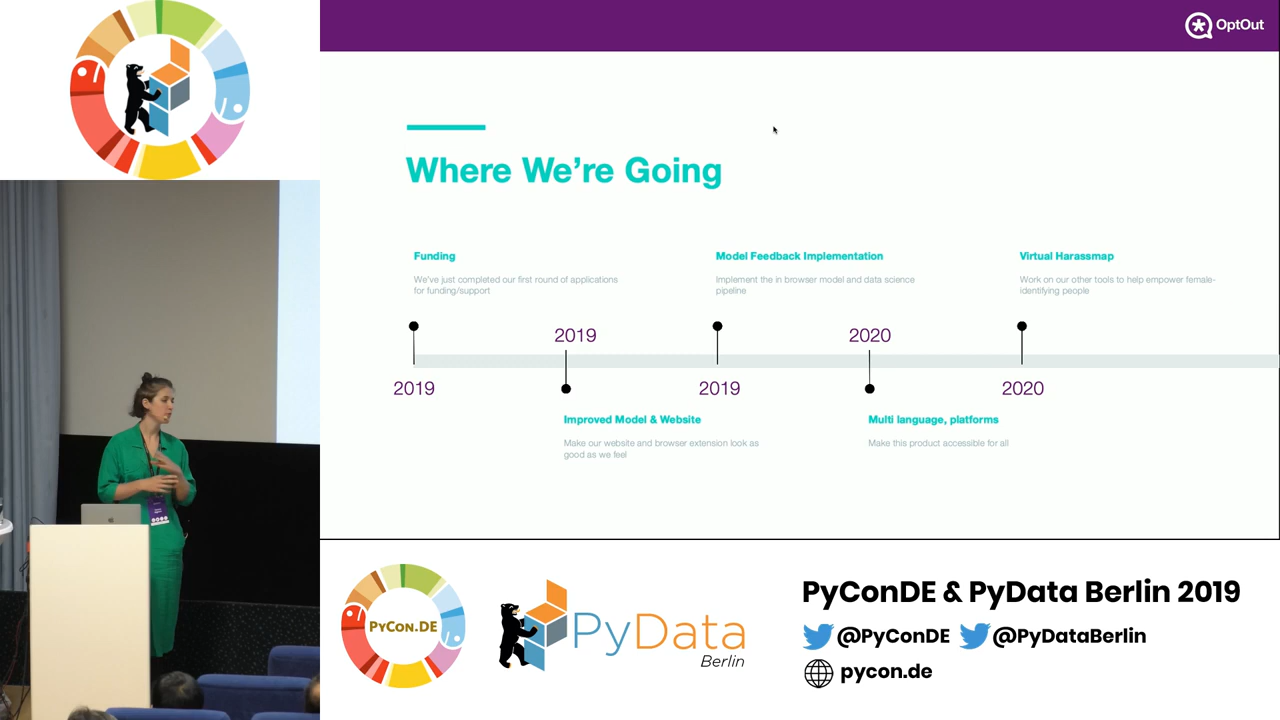 OptOut
Where We're Going
Funding
We've just completed our first round of applications
for funding/support
Model Feedback Implementation
Implement the in browser model and data science
pipeline
Virtual Harassmap
Work on our other tools to help empower female-
identifying people
2019
2019
2019
2020
2020
Improved Model & Website
Make our website and browser extension look as
good as we feel
Multi language, platforms
Make this product accessible for all
PYCON.DE
PyData
Berlin
PyConDE & PyData Berlin 2019
@PyConDE @PyDataBerlin
pycon.de